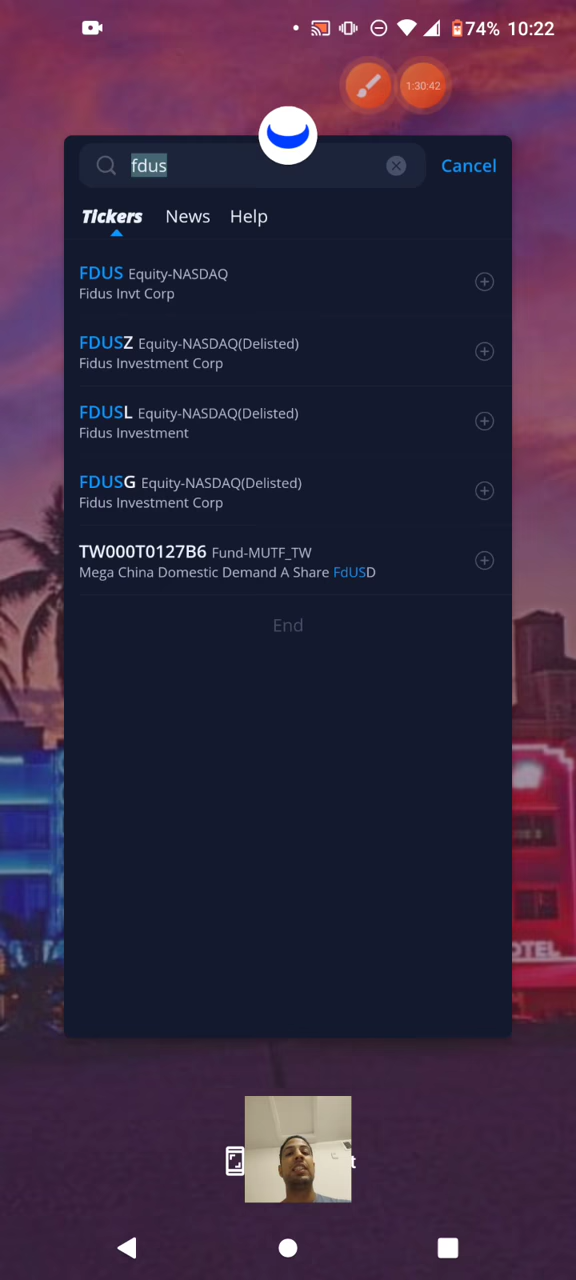 74% 10:22
1:30:42
fdus Cancel
Tickers News Help
FDUS Equity-NASDAQ
Fidus Invt Corp
FDUSZ Equity-NASDAQ(Delisted)
Fidus Investment Corp
FDUSL Equity-NASDAQ(Delisted)
Fidus Investment
FDUSG Equity-NASDAQ(Delisted)
Fidus Investment Corp
TW000T0127B6 Fund-MUTF_TW
Mega China Domestic Demand A Share FdUSD
End
OTEL
t